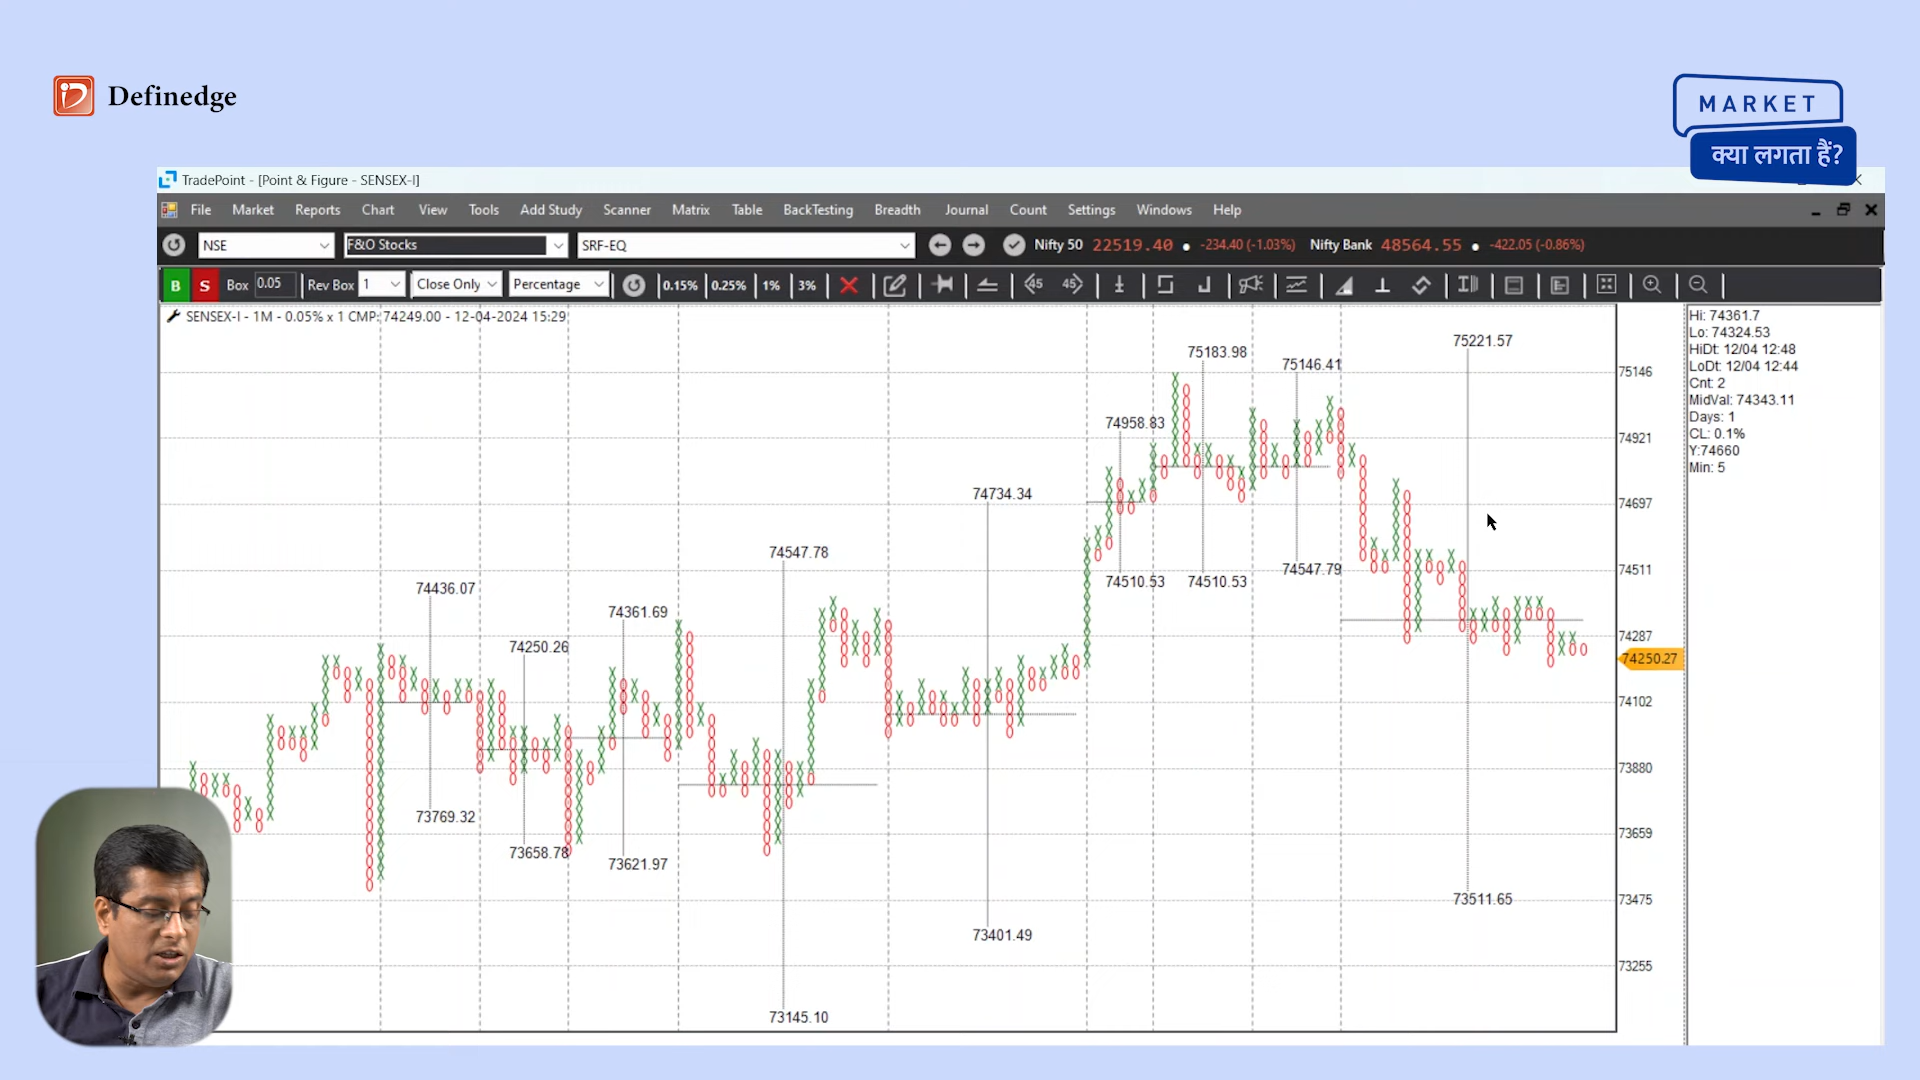 Definedge
MARKET
क्या लगता हैं?
TradePoint - [Point & Figure - SENSEX-I]
File Market Reports Chart View Tools Add Study Scanner Matrix Table BackTesting Breadth Journal Count Settings Windows Help
NSE F&O Stocks SRF-EQ Nifty 50 22519.40 -234.40 (-1.03%) Nifty Bank 48564.55 -422.05 (-0.86%)
B S Box 0.05 Rev Box 1 Close Only Percentage 0.15% 0.25% 1% 3% 45 45
SENSEX-I - 1M - 0.05% x 1 CMP: 74249.00 - 12-04-2024 15:29
Hi: 74361.7
Lo: 74324.53
HiDt: 12/04 12:48
LoDt: 12/04 12:44
Cnt: 2
MidVal: 74343.11
Days: 1
CL: 0.1%
Y:74660
Min: 5
75221.57
75183.98
75146.41
75146
74958.83
74921
74734.34
74697
74547.78
74510.53
74510.53
74547.79
74511
74436.07
74361.69
74250.26
74287
74250.27
74102
73880
73769.32
73659
73658.78
73621.97
73511.65
73475
73401.49
73255
73145.10